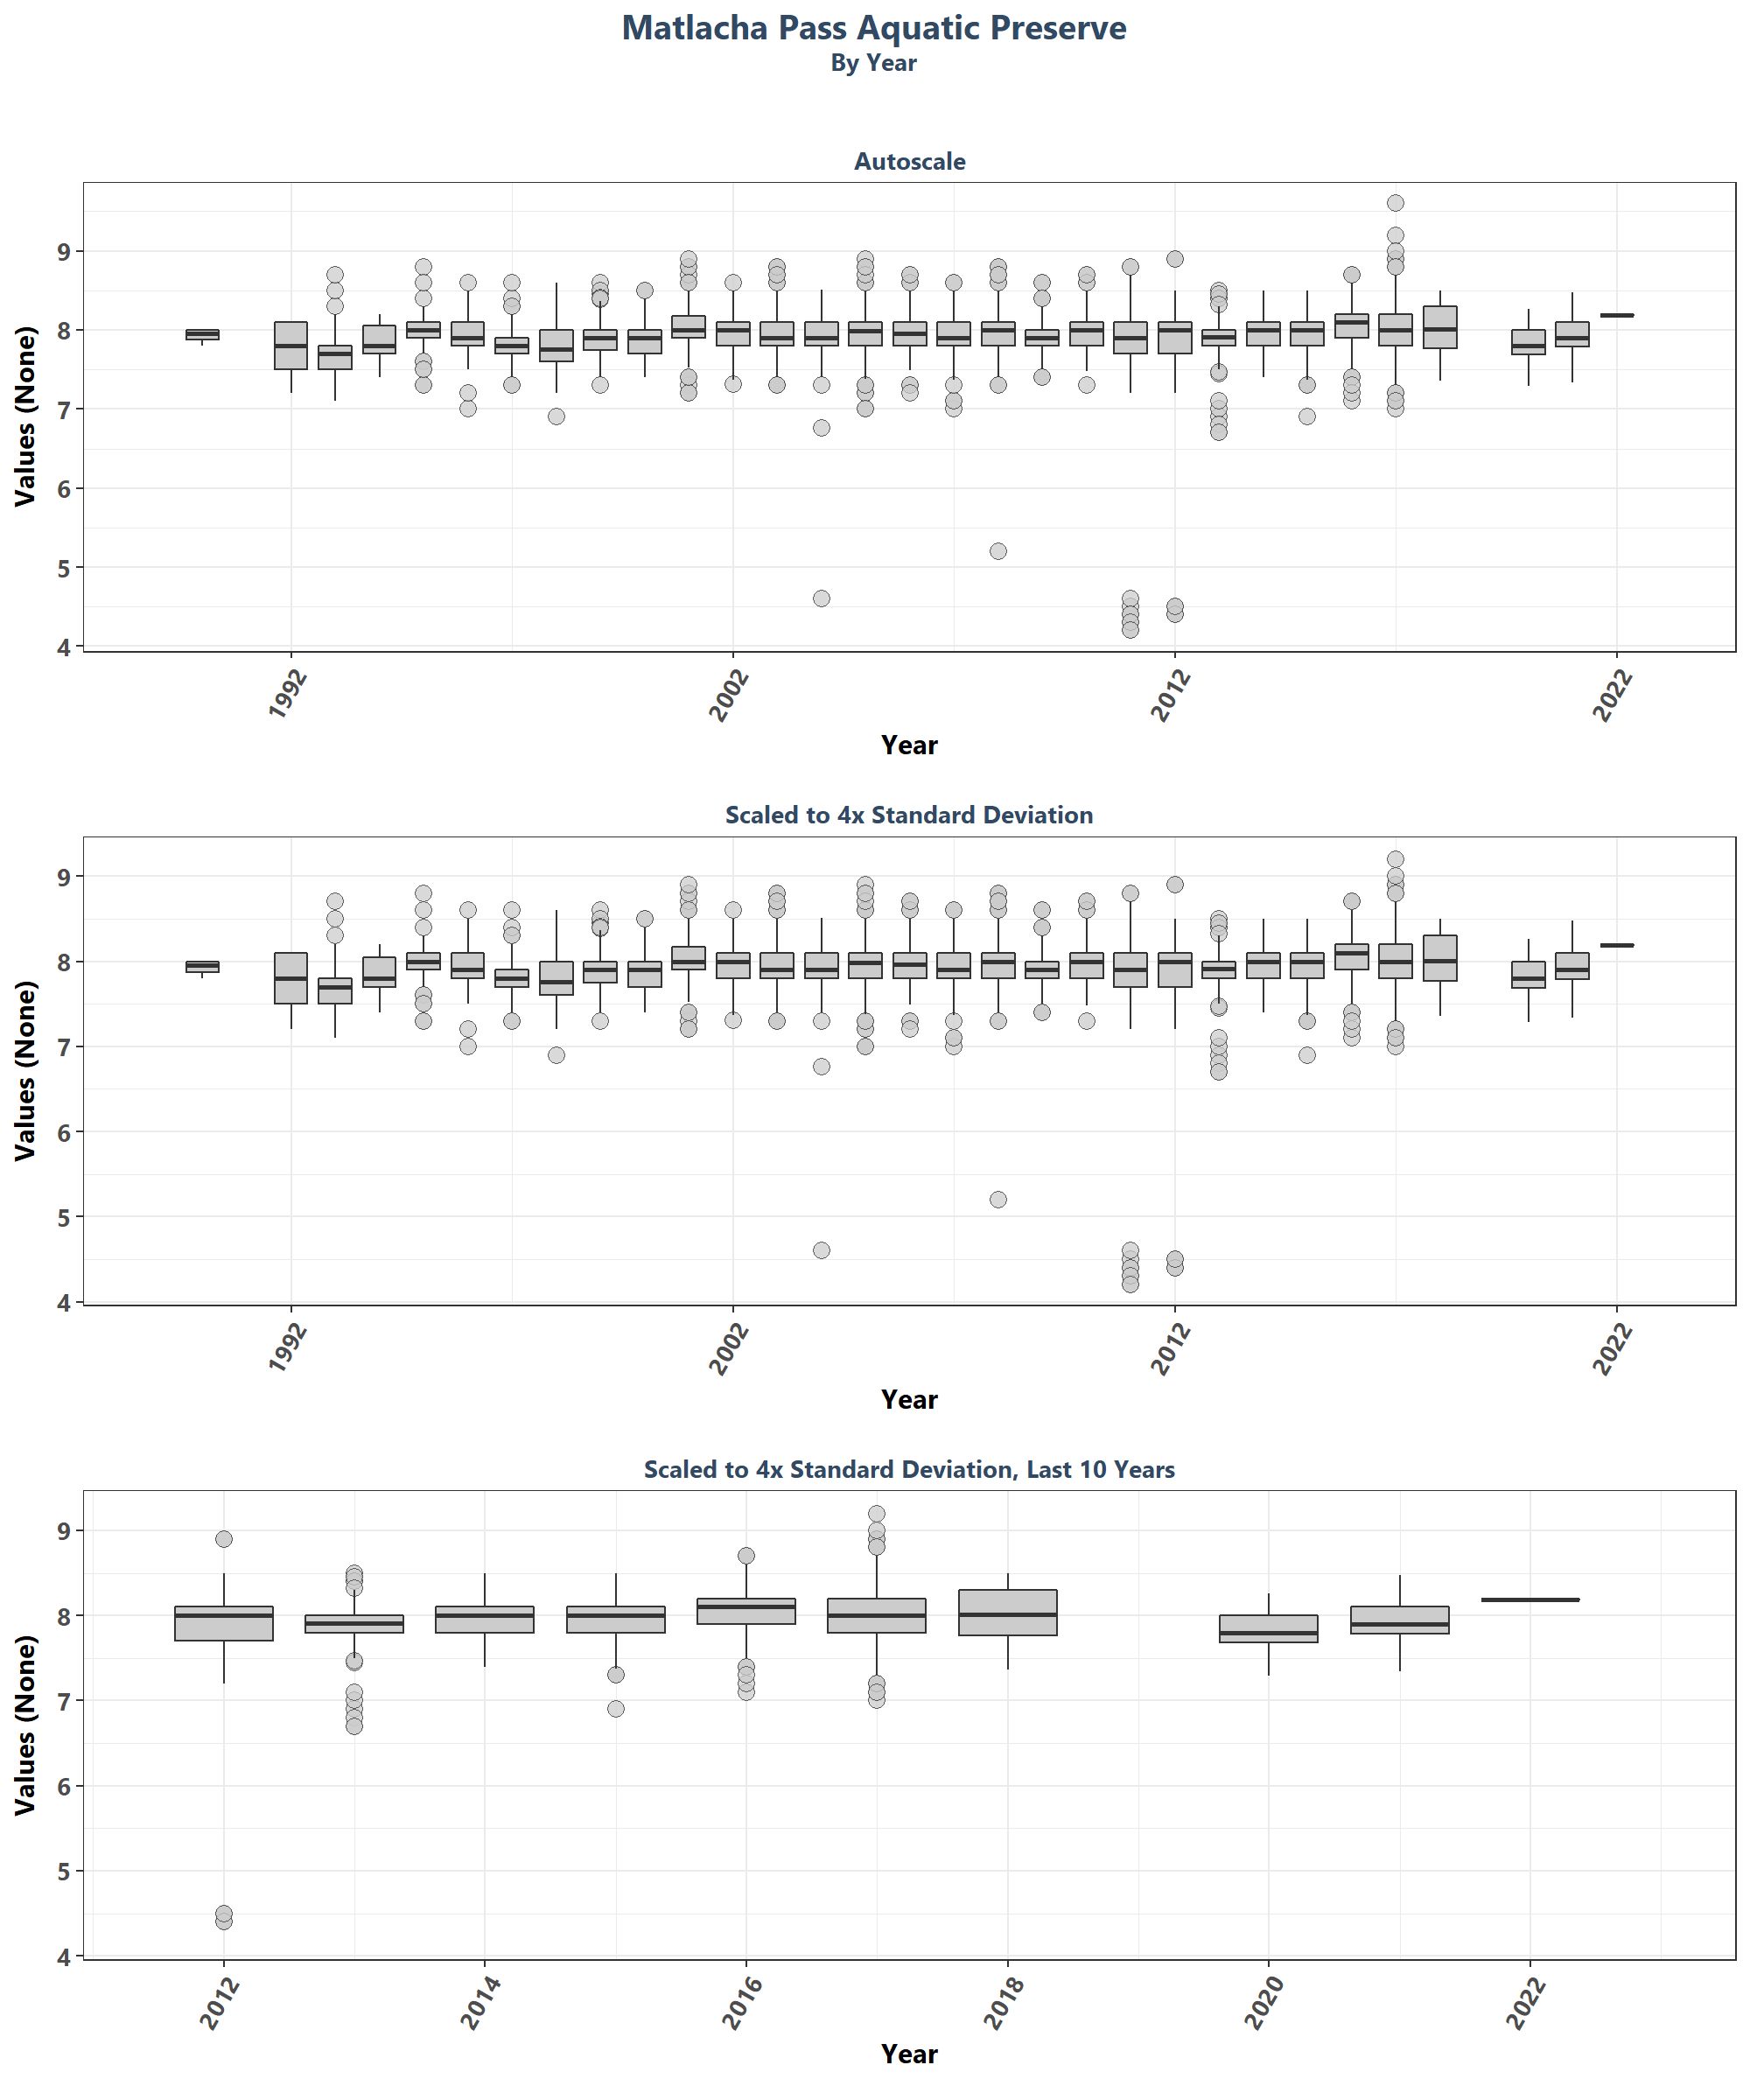 Matlacha Pass Aquatic Preserve
By Year
Autoscale
Values (None)
9
8
7
6
5
4
1992
2002
2012
2022
Year
Scaled to 4x Standard Deviation
Values (None)
9
8
7
6
5
4
1992
2002
2012
2022
Year
Scaled to 4x Standard Deviation, Last 10 Years
Values (None)
9
8
7
6
5
4
2012
2014
2016
2018
2020
2022
Year